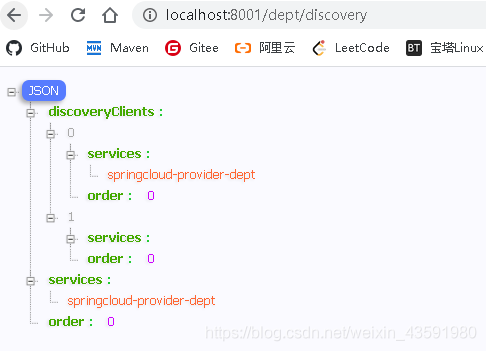 localhost:8001/dept/discovery
GitHub Maven Gitee 阿里云 LeetCode BT 宝塔Linux
JSON
discoveryClients :
0
services :
springcloud-provider-dept
order : 0
1
services :
order : 0
services :
springcloud-provider-dept
order : 0
https://blog.csdn.net/weixin_43591980